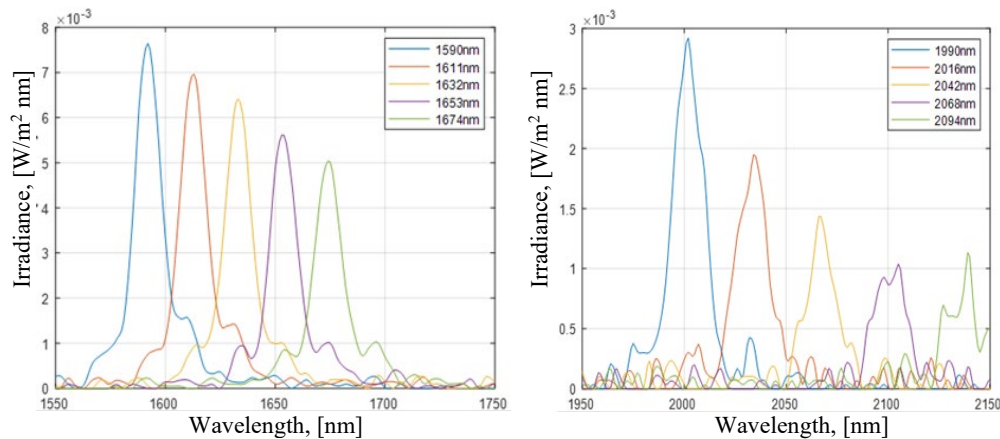 ×10⁻³
8
7
6
5
4
3
2
1
0
Irradiance, [W/m² nm]
1550 1600 1650 1700 1750
Wavelength, [nm]
1590nm
1611nm
1632nm
1653nm
1674nm
×10⁻³
3
2.5
2
1.5
1
0.5
0
Irradiance, [W/m² nm]
1950 2000 2050 2100 2150
Wavelength, [nm]
1990nm
2016nm
2042nm
2068nm
2094nm